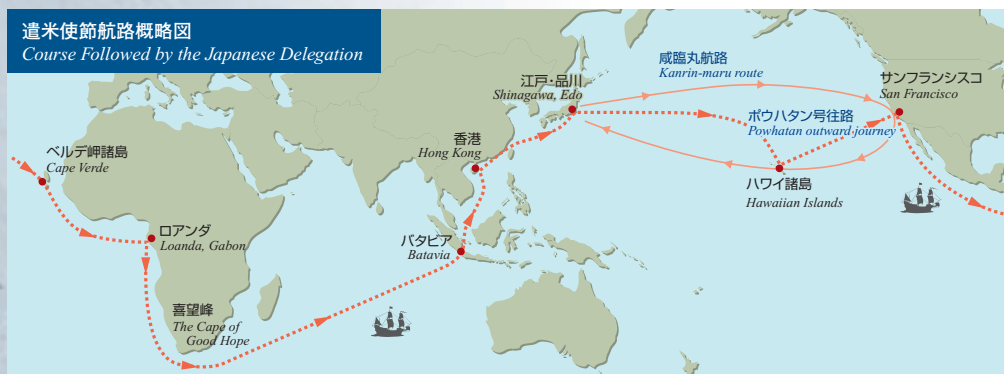 遣米使節航路概略図
Course Followed by the Japanese Delegation
咸臨丸航路
Kanrin-maru route
サンフランシスコ
San Francisco
江戸・品川
Shinagawa, Edo
ポウハタン号往路
Powhatan outward journey
香港
Hong Kong
ベルデ岬諸島
Cape Verde
ハワイ諸島
Hawaiian Islands
ロアンダ
Loanda, Gabon
バタビア
Batavia
喜望峰
The Cape of
Good Hope